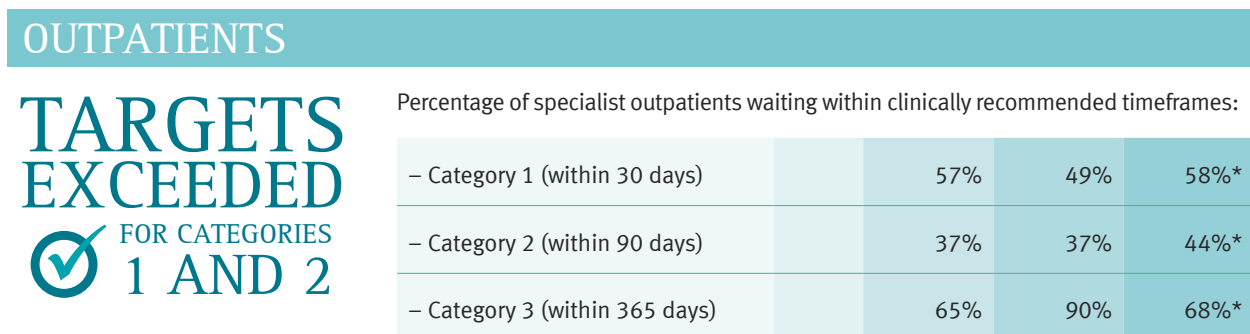 OUTPATIENTS
TARGETS
EXCEEDED
FOR CATEGORIES
1 AND 2
Percentage of specialist outpatients waiting within clinically recommended timeframes:
– Category 1 (within 30 days) 57% 49% 58%*
– Category 2 (within 90 days) 37% 37% 44%*
– Category 3 (within 365 days) 65% 90% 68%*